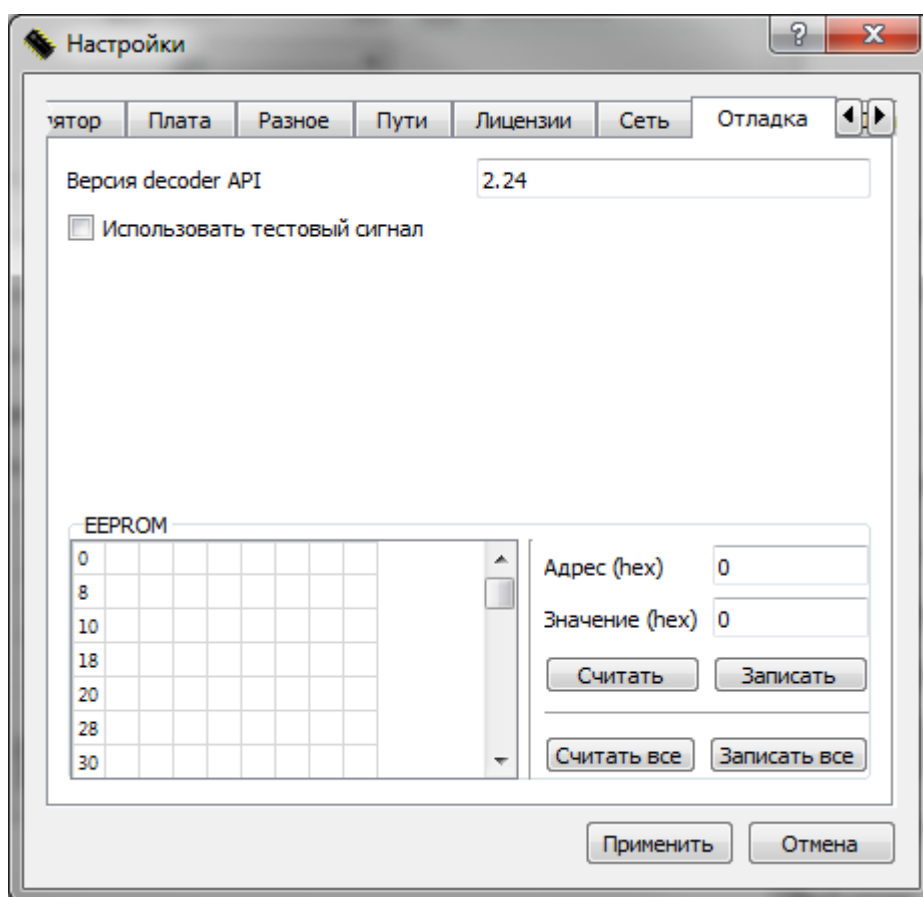 Настройки
лятор Плата Разное Пути Лицензии Сеть Отладка
Версия decoder API 2.24
Использовать тестовый сигнал
EEPROM
0
8
10
18
20
28
30
Адрес (hex) 0
Значение (hex) 0
Считать Записать
Считать все Записать все
Применить Отмена